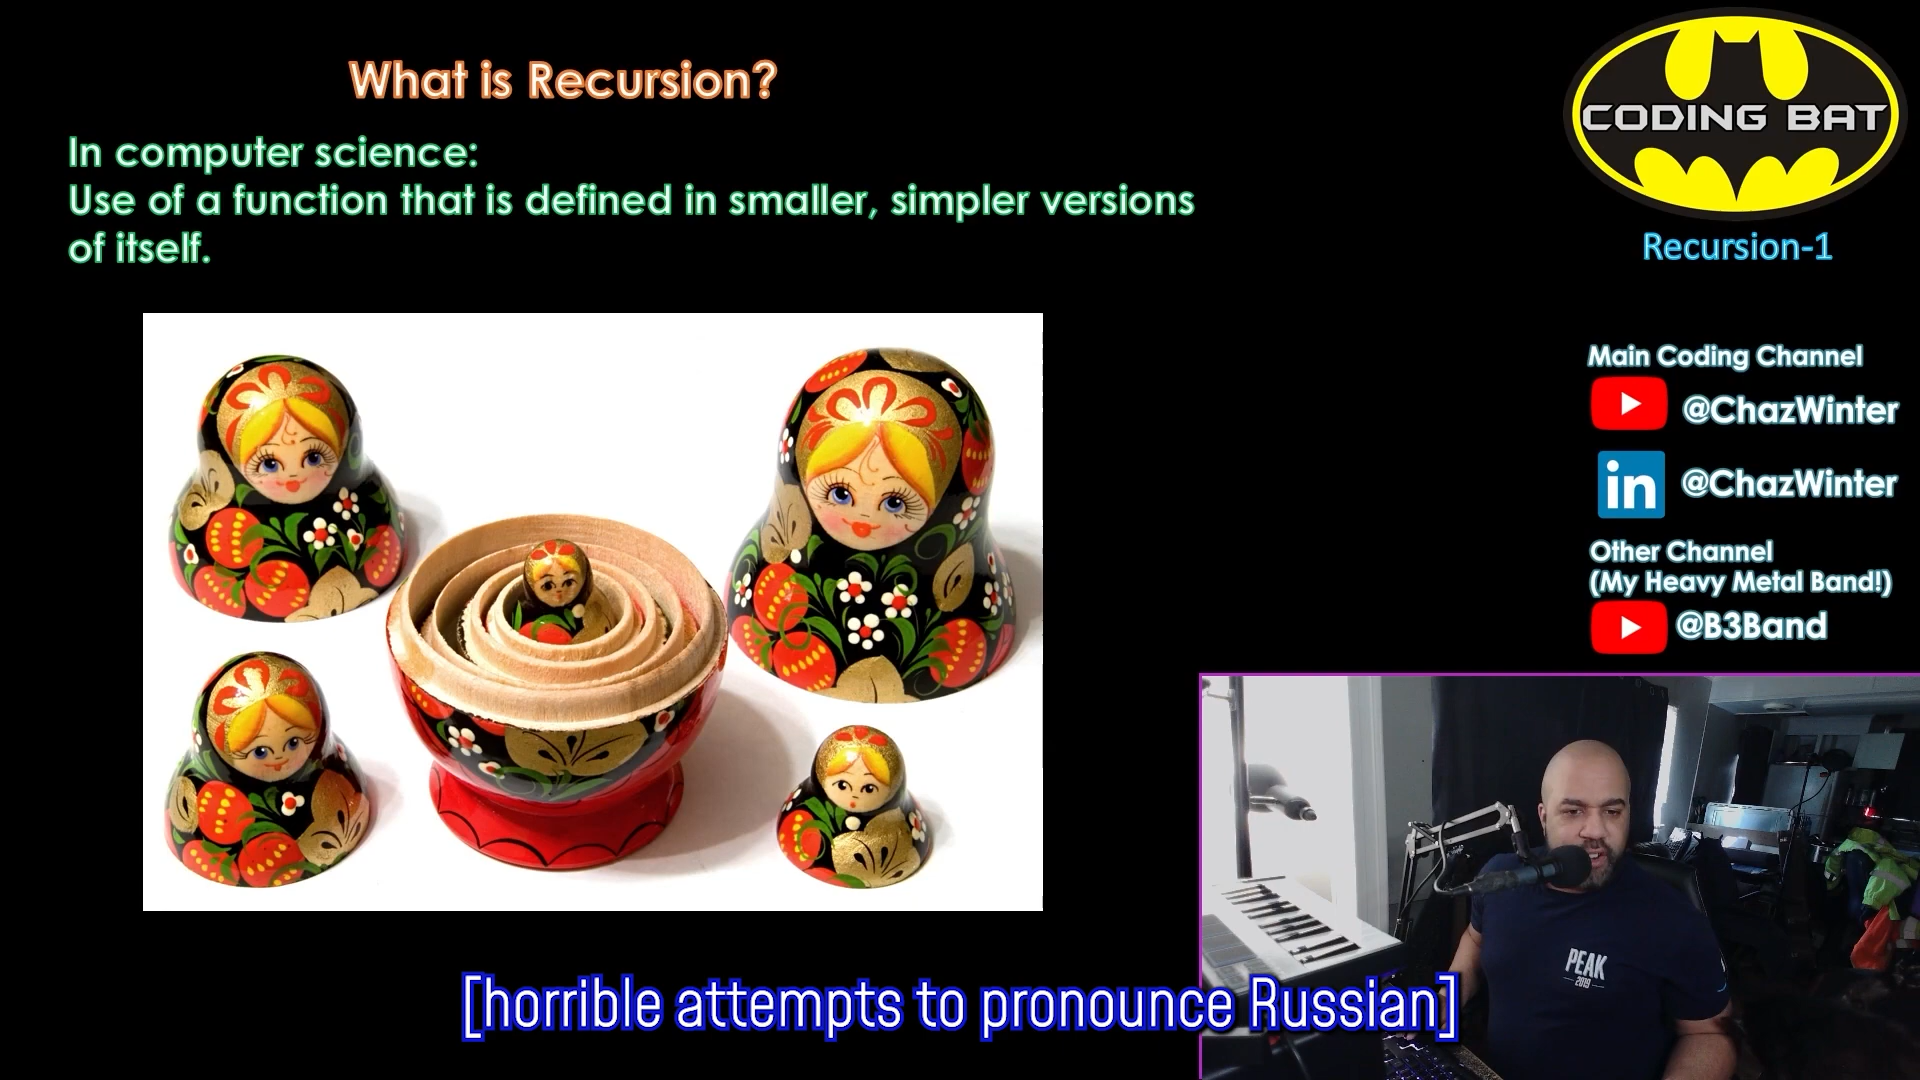 What is Recursion?
In computer science:
Use of a function that is defined in smaller, simpler versions
of itself.
CODING BAT
Recursion-1
Main Coding Channel
@ChazWinter
in
@ChazWinter
Other Channel
(My Heavy Metal Band!)
@B3Band
PEAK
2019
[horrible attempts to pronounce Russian]